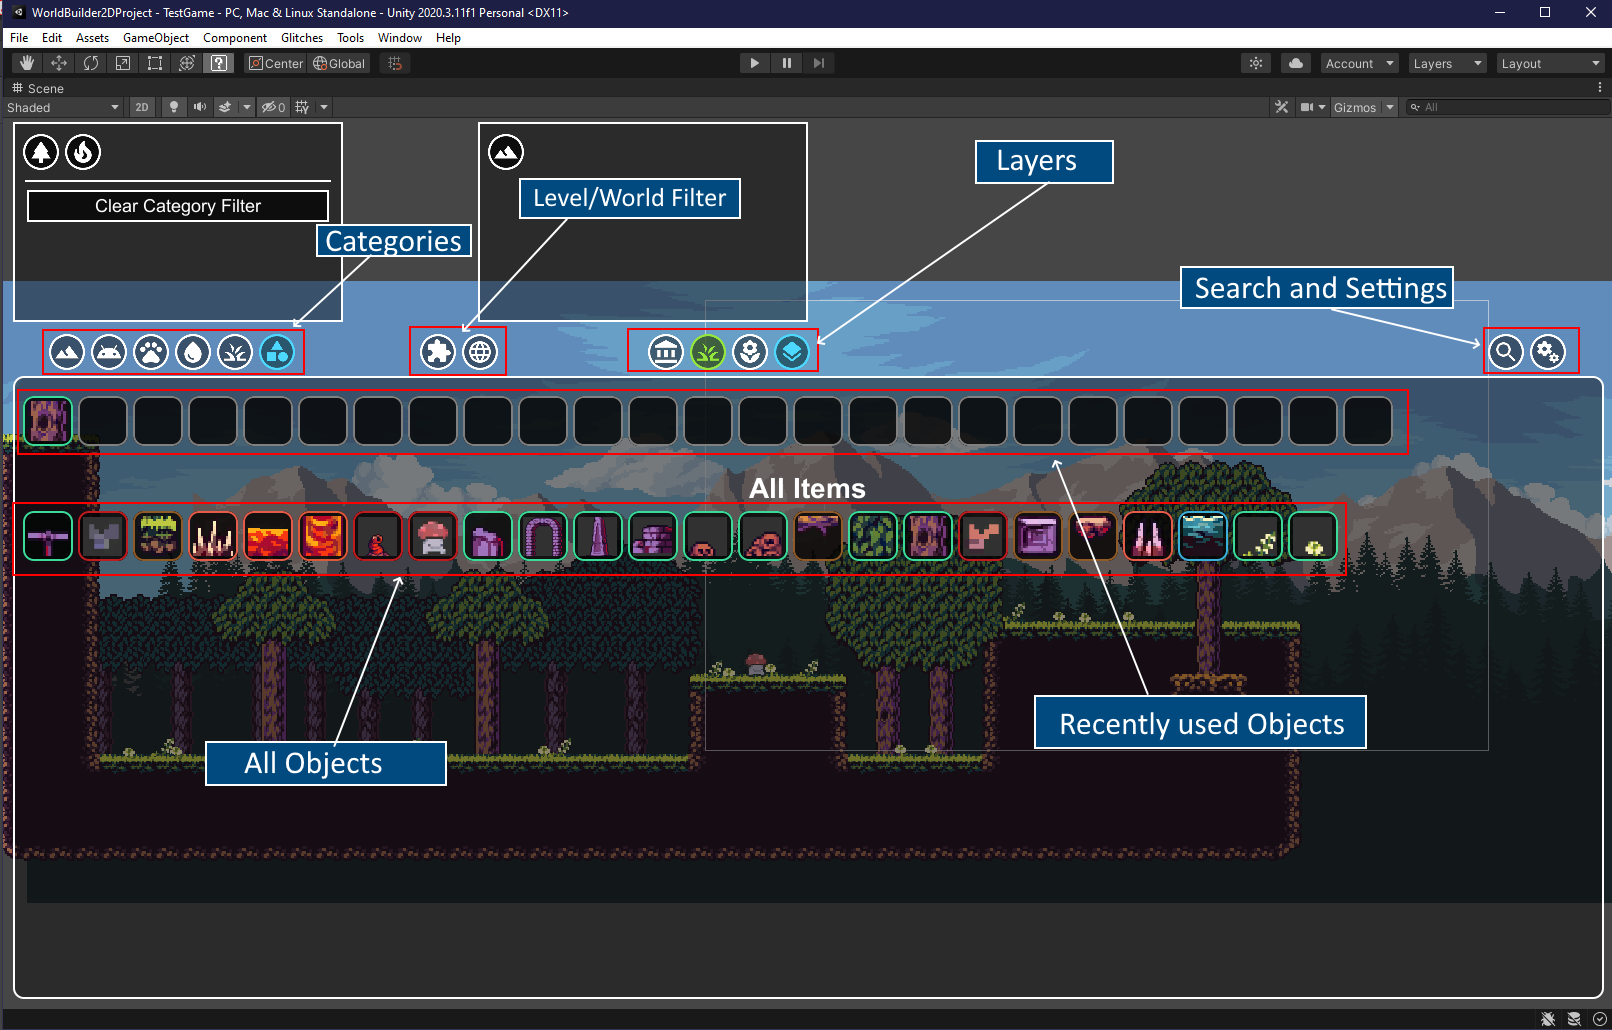 WorldBuilder2DProject - TestGame - PC, Mac & Linux Standalone - Unity 2020.3.11f1 Personal <DX11>
File Edit Assets GameObject Component Glitches Tools Window Help
Center Global Account Layers Layout
Scene
Shaded 2D 0 Gizmos All
Layers
Level/World Filter
Clear Category Filter
Categories
Search and Settings
All Items
Recently used Objects
All Objects